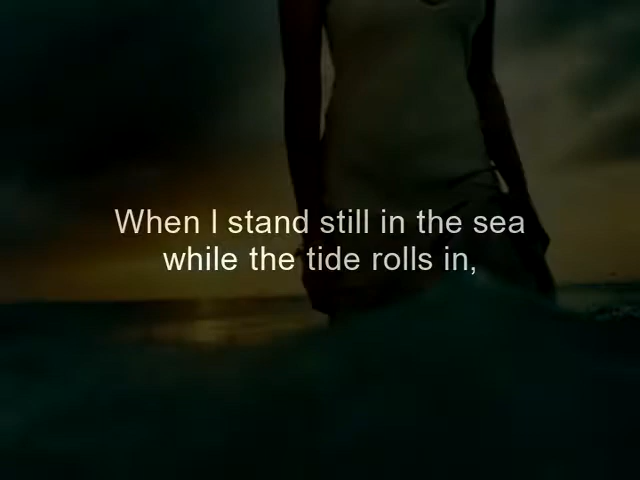 When I stand still in the sea
while the tide rolls in,